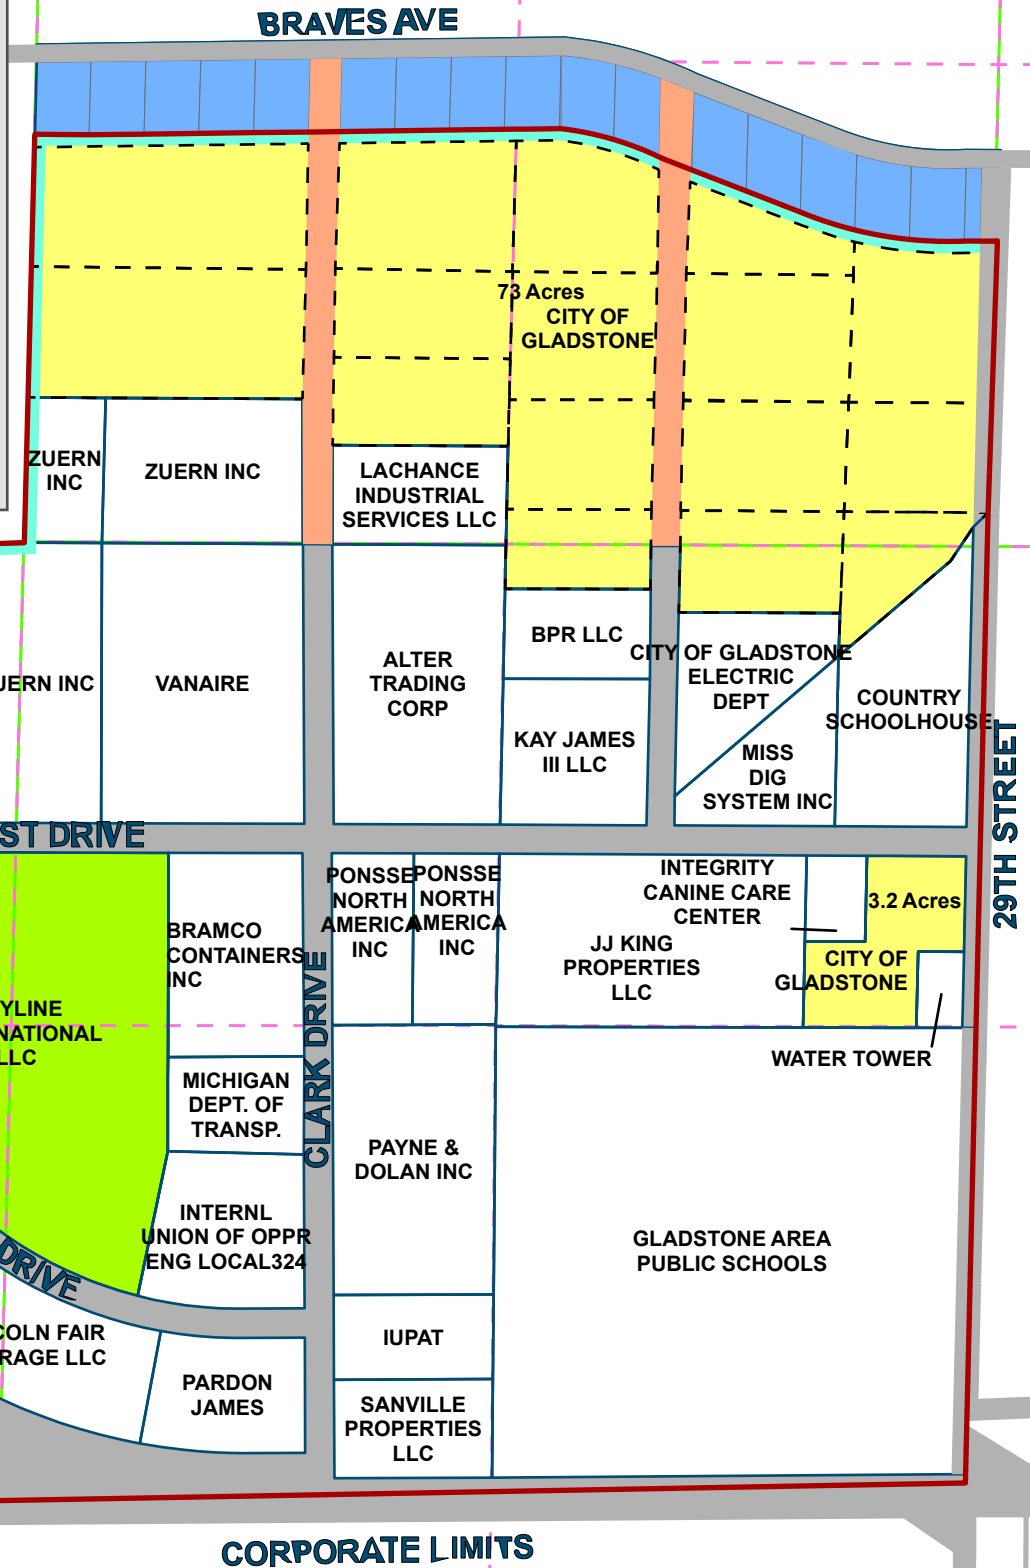 BRAVES AVE
73 Acres
CITY OF
GLADSTONE
ZUERN
INC
ZUERN INC
LACHANCE
INDUSTRIAL
SERVICES LLC
UERN INC
VANAIRE
ALTER
TRADING
CORP
BPR LLC
KAY JAMES
III LLC
CITY OF GLADSTONE
ELECTRIC
DEPT
MISS
DIG
SYSTEM INC
COUNTRY
SCHOOLHOUSE
29TH STREET
ST DRIVE
PONSSE
NORTH
AMERICA
INC
PONSSE
NORTH
AMERICA
INC
INTEGRITY
CANINE CARE
CENTER
3.2 Acres
CITY OF
GLADSTONE
JJ KING
PROPERTIES
LLC
BRAMCO
CONTAINERS
INC
YLINE
NATIONAL
LLC
CLARK DRIVE
WATER TOWER
MICHIGAN
DEPT. OF
TRANSP.
PAYNE &
DOLAN INC
INTERNL
UNION OF OPPR
ENG LOCAL324
GLADSTONE AREA
PUBLIC SCHOOLS
DRIVE
COLN FAIR
RAGE LLC
IUPAT
PARDON
JAMES
SANVILLE
PROPERTIES
LLC
CORPORATE LIMITS